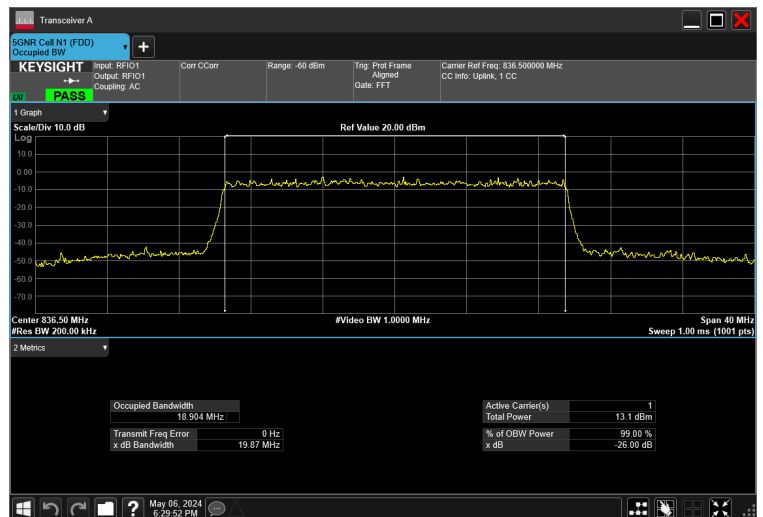 Transceiver A
5GNR Cell N1 (FDD)
Occupied BW
KEYSIGHT
LXI
PASS
Input: RFIO1
Output: RFIO1
Coupling: AC
Corr CCorr
Range: -60 dBm
Trig: Prot Frame
Aligned
Gate: FFT
Carrier Ref Freq: 836.500000 MHz
CC Info: Uplink, 1 CC
1 Graph
Scale/Div 10.0 dB
Ref Value 20.00 dBm
Log
10.0
0.00
-10.0
-20.0
-30.0
-40.0
-50.0
-60.0
-70.0
Center 836.50 MHz
#Video BW 1.0000 MHz
Span 40 MHz
#Res BW 200.00 kHz
Sweep 1.00 ms (1001 pts)
2 Metrics
Occupied Bandwidth
18.904 MHz
Transmit Freq Error 0 Hz
x dB Bandwidth 19.87 MHz
Active Carrier(s) 1
Total Power 13.1 dBm
% of OBW Power 99.00 %
x dB -26.00 dB
May 06, 2024
6:29:52 PM